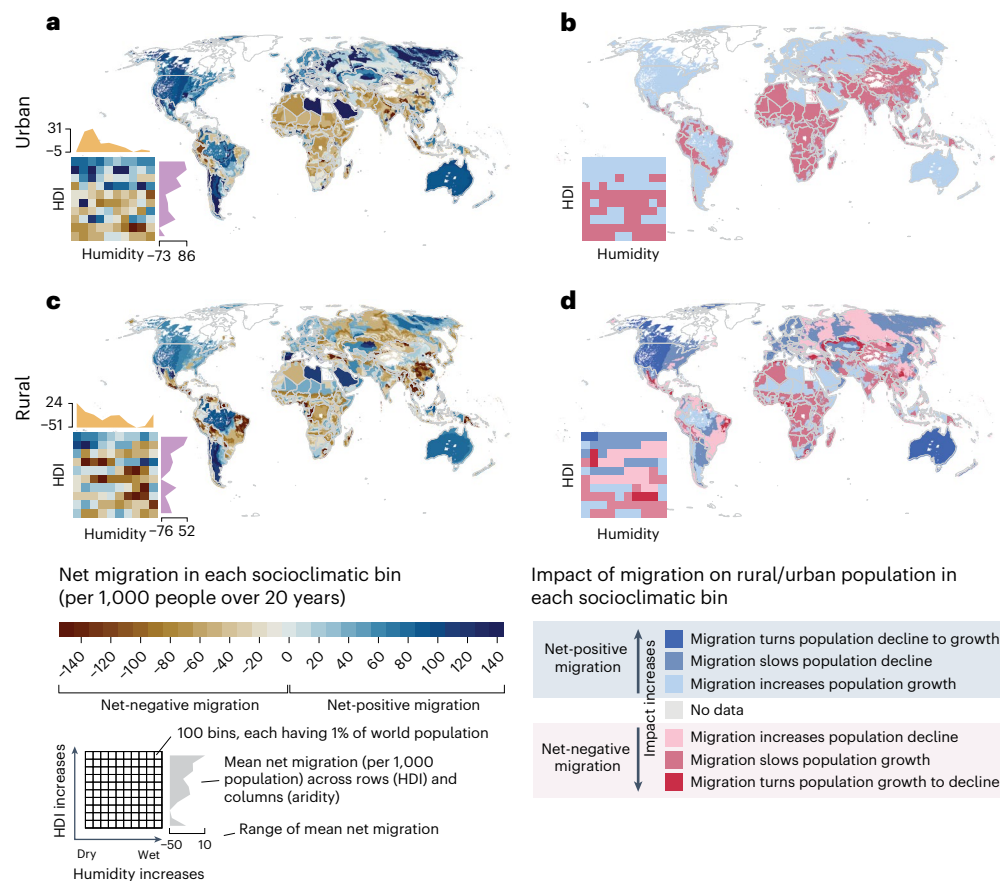 a
b
Urban
31
−5
HDI
Humidity
−73 86
HDI
Humidity
c
d
Rural
24
−51
HDI
Humidity
−76 52
HDI
Humidity
Net migration in each socioclimatic bin
(per 1,000 people over 20 years)
−140 −120 −100 −80 −60 −40 −20 0 20 40 60 80 100 120 140
Net-negative migration
Net-positive migration
100 bins, each having 1% of world population
Mean net migration (per 1,000
population) across rows (HDI) and
columns (aridity)
Range of mean net migration
HDI increases
Dry
Wet
−50 10
Humidity increases
Impact of migration on rural/urban population in
each socioclimatic bin
Net-positive
migration
Impact increases
Migration turns population decline to growth
Migration slows population decline
Migration increases population growth
No data
Net-negative
migration
Migration increases population decline
Migration slows population growth
Migration turns population growth to decline